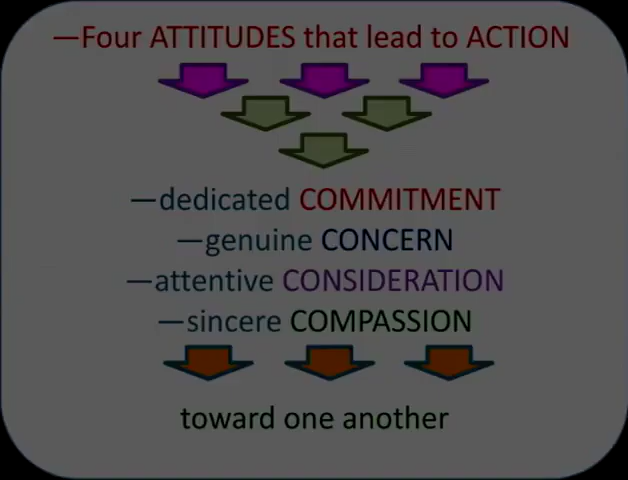 —Four ATTITUDES that lead to ACTION
—dedicated COMMITMENT
—genuine CONCERN
—attentive CONSIDERATION
—sincere COMPASSION
toward one another